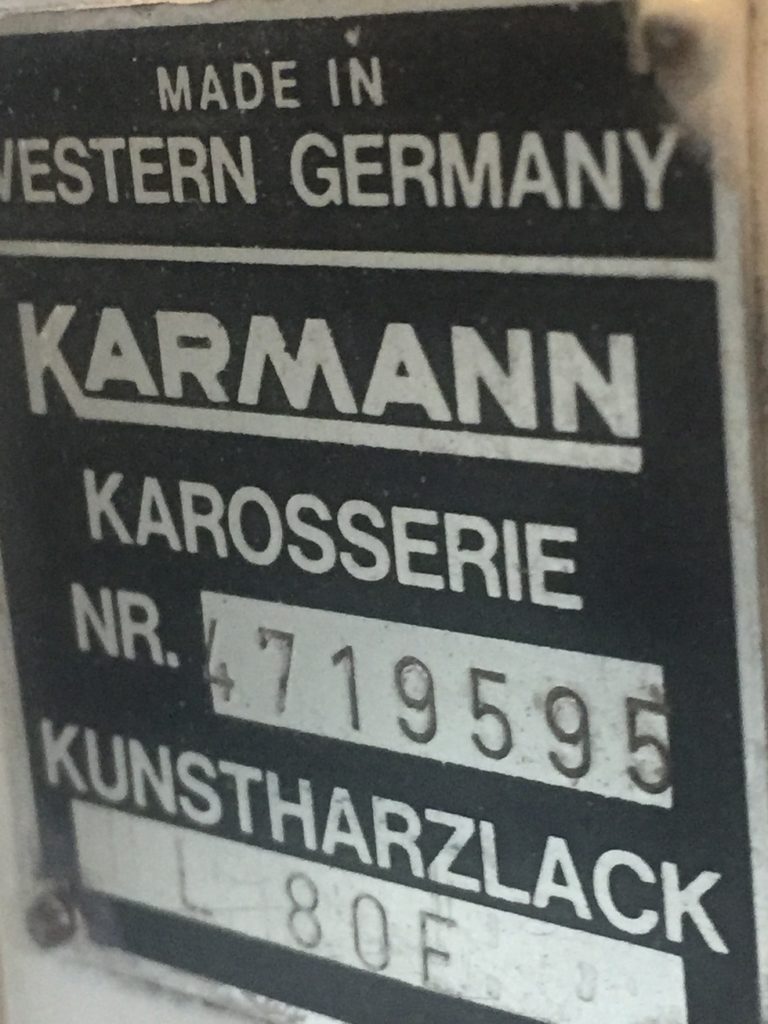 MADE IN
WESTERN GERMANY
KARMANN
KAROSSERIE
NR. 4719595
KUNSTHARZLACK
L 80F